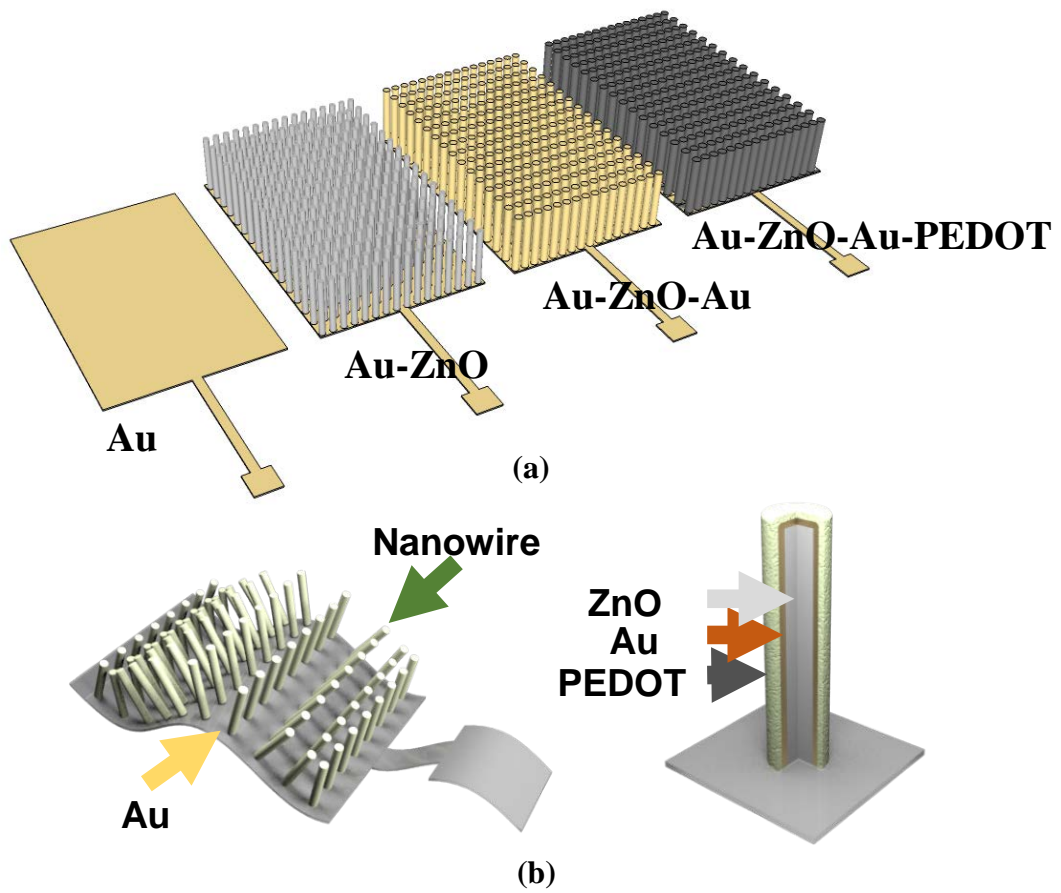 Au-ZnO-Au-PEDOT
Au-ZnO-Au
Au-ZnO
Au
(a)
Nanowire
ZnO
Au
PEDOT
Au
(b)